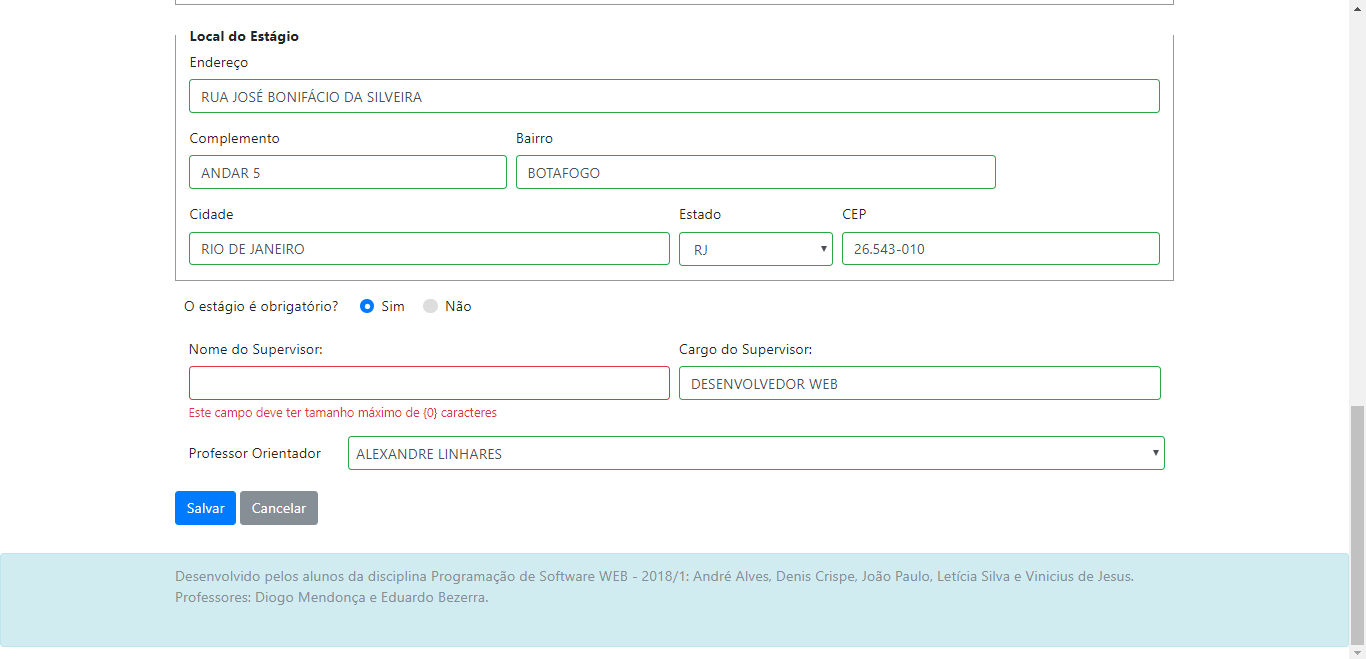 Local do Estágio
Endereço
RUA JOSÉ BONIFÁCIO DA SILVEIRA
Complemento Bairro
ANDAR 5 BOTAFOGO
Cidade Estado CEP
RIO DE JANEIRO RJ 26.543-010
O estágio é obrigatório? Sim Não
Nome do Supervisor: Cargo do Supervisor:
DESENVOLVEDOR WEB
Este campo deve ter tamanho máximo de {0} caracteres
Professor Orientador ALEXANDRE LINHARES
Salvar Cancelar
Desenvolvido pelos alunos da disciplina Programação de Software WEB - 2018/1: André Alves, Denis Crispe, João Paulo, Letícia Silva e Vinicius de Jesus.
Professores: Diogo Mendonça e Eduardo Bezerra.